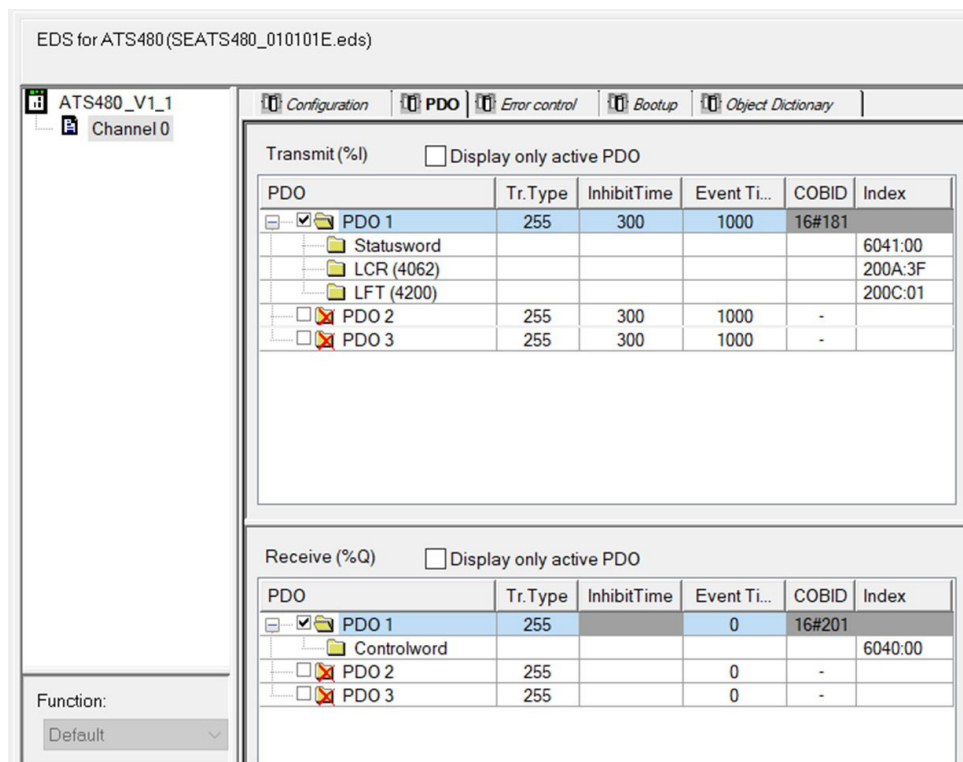 EDS for ATS480 (SEATS480_010101E.eds)
ATS480_V1_1
Channel 0
Configuration PDO Error control Bootup Object Dictionary
Transmit (%I) Display only active PDO
PDO Tr.Type InhibitTime Event Ti... COBID Index
PDO 1 255 300 1000 16#181
Statusword 6041:00
LCR (4062) 200A:3F
LFT (4200) 200C:01
PDO 2 255 300 1000 -
PDO 3 255 300 1000 -
Receive (%Q) Display only active PDO
PDO Tr.Type InhibitTime Event Ti... COBID Index
PDO 1 255 0 16#201
Controlword 6040:00
PDO 2 255 0 -
PDO 3 255 0 -
Function:
Default